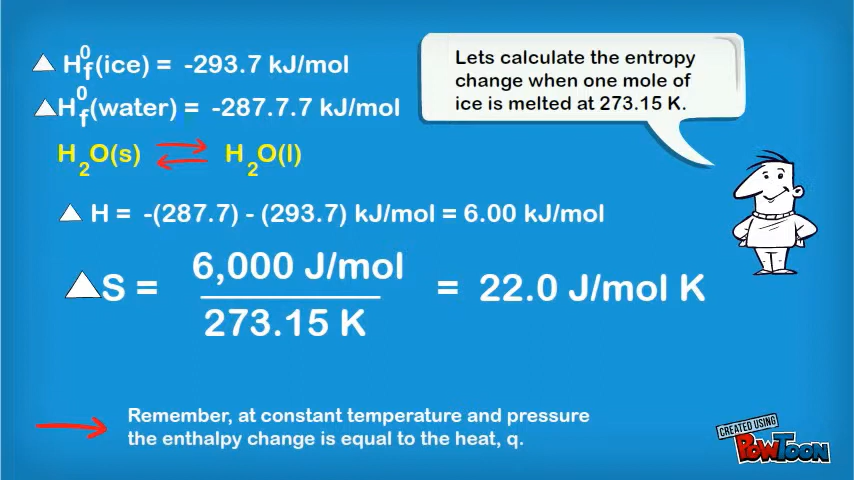 △ H⁰f(ice) = -293.7 kJ/mol
△H⁰f(water) = -287.7.7 kJ/mol
Lets calculate the entropy
change when one mole of
ice is melted at 273.15 K.
H₂O(s) ⇄ H₂O(l)
△ H = -(287.7) - (293.7) kJ/mol = 6.00 kJ/mol
6,000 J/mol
△S = = 22.0 J/mol K
273.15 K
Remember, at constant temperature and pressure
the enthalpy change is equal to the heat, q.
CREATED USING
POWTOON